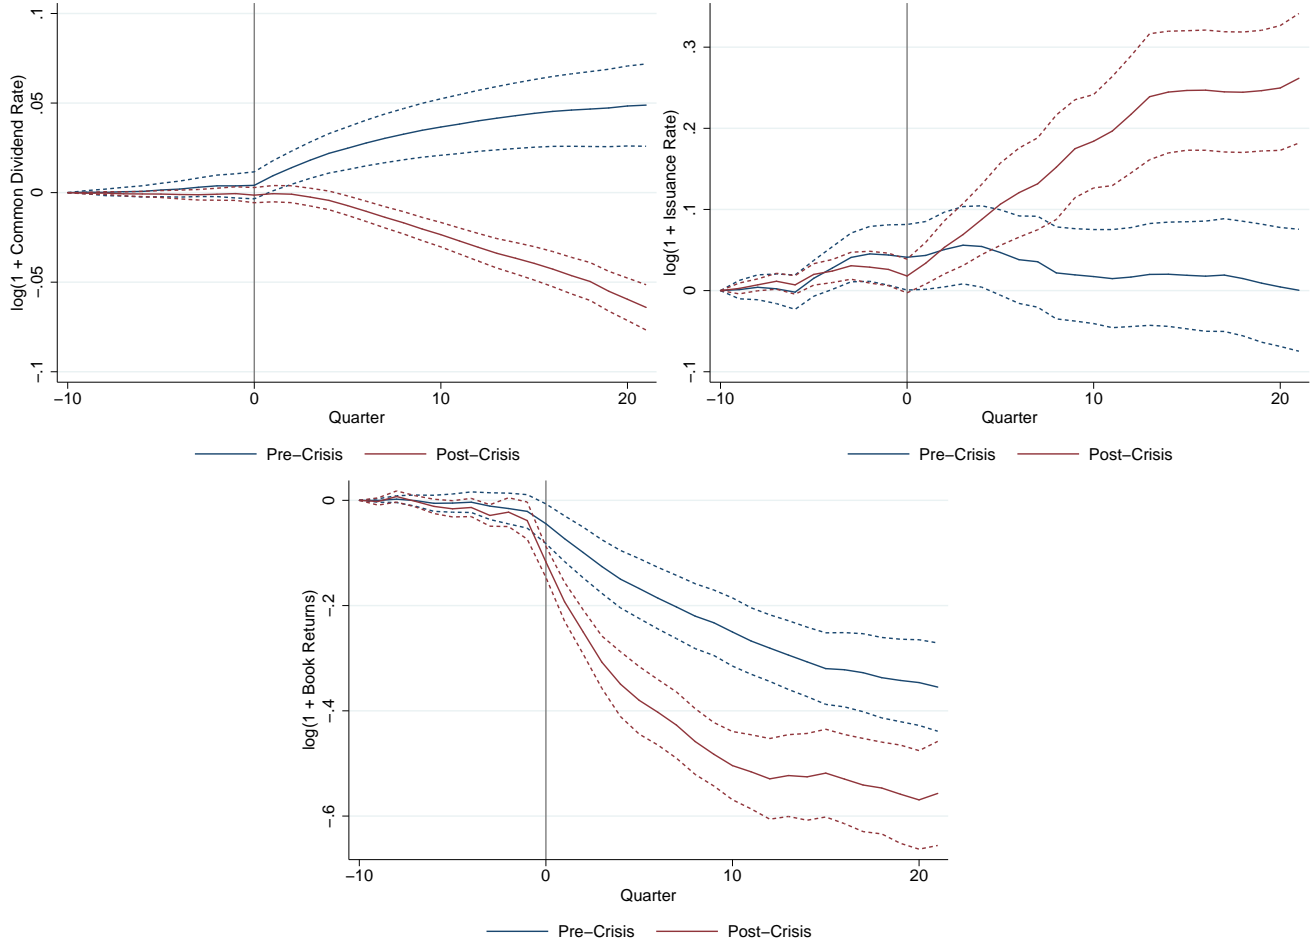 log(1 + Common Dividend Rate)
.1
.05
0
−.05
−.1
−10
0
10
20
Quarter
Pre−Crisis
Post−Crisis
log(1 + Issuance Rate)
.3
.2
.1
0
−.1
−10
0
10
20
Quarter
Pre−Crisis
Post−Crisis
log(1 + Book Returns)
0
−.2
−.4
−.6
−10
0
10
20
Quarter
Pre−Crisis
Post−Crisis